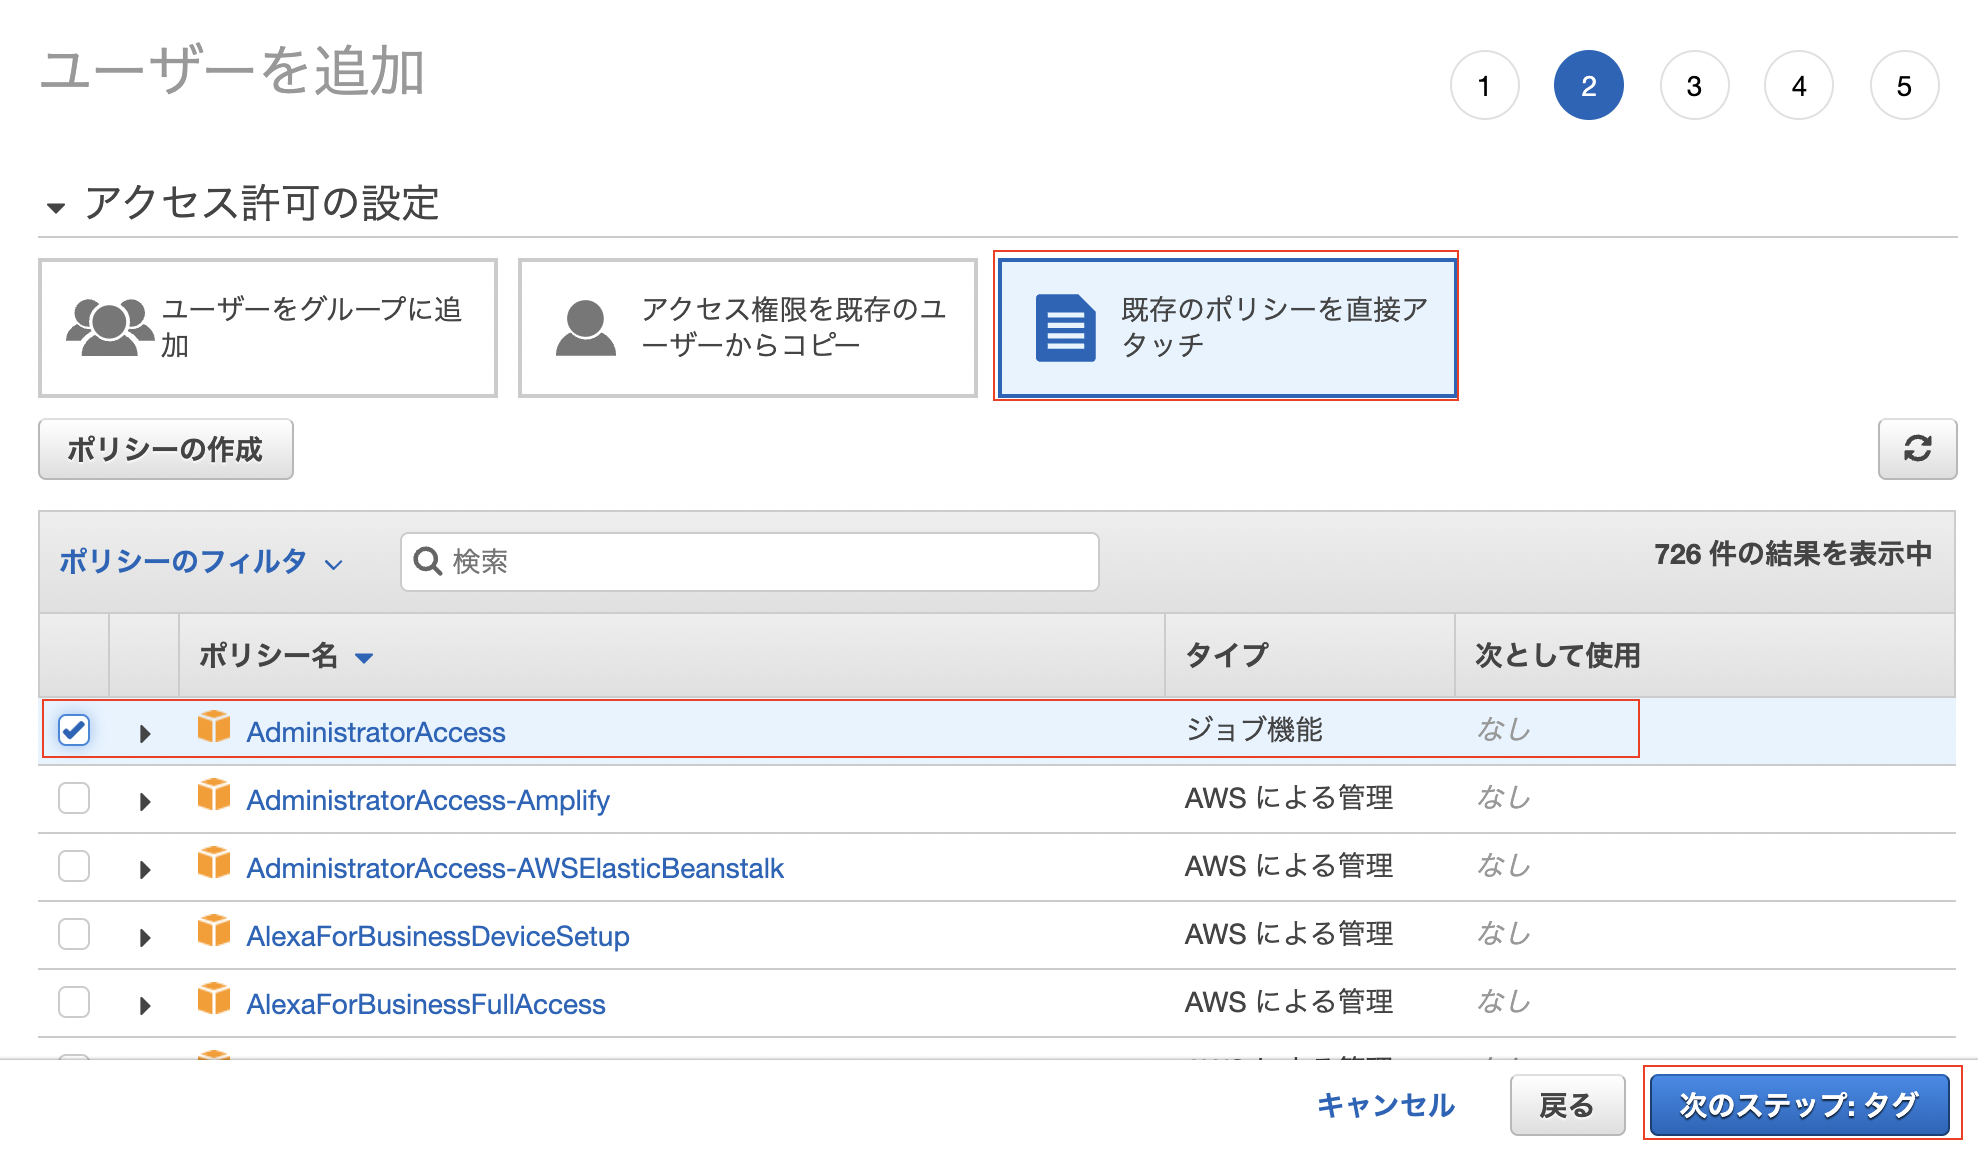 ユーザーを追加
1 2 3 4 5
アクセス許可の設定
ユーザーをグループに追
加
アクセス権限を既存のユ
ーザーからコピー
既存のポリシーを直接ア
タッチ
ポリシーの作成
ポリシーのフィルタ 検索 726 件の結果を表示中
ポリシー名 タイプ 次として使用
AdministratorAccess ジョブ機能 なし
AdministratorAccess-Amplify AWS による管理 なし
AdministratorAccess-AWSElasticBeanstalk AWS による管理 なし
AlexaForBusinessDeviceSetup AWS による管理 なし
AlexaForBusinessFullAccess AWS による管理 なし
キャンセル 戻る 次のステップ: タグ